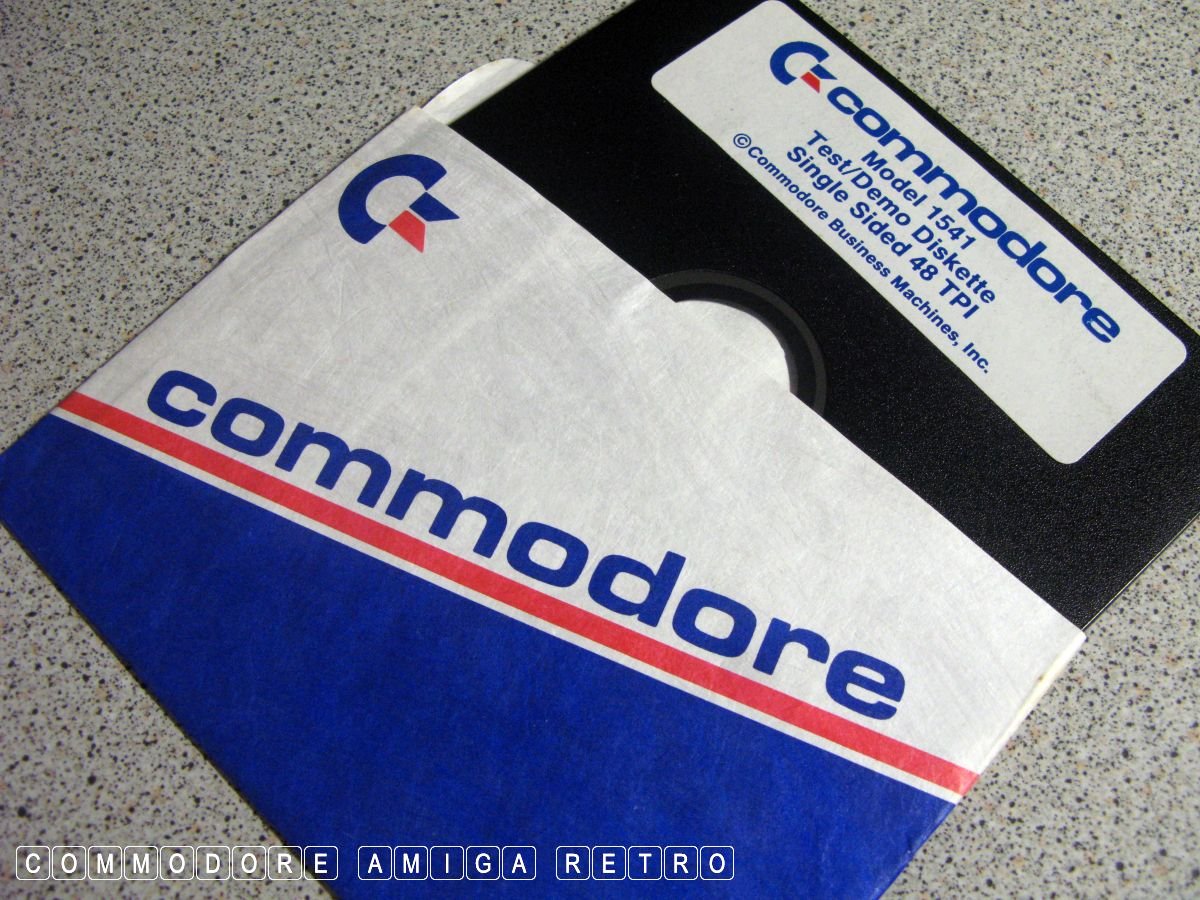 commodore
Model 1541
Test/Demo Diskette
Single Sided 48 TPI
©Commodore Business Machines, Inc.
commodore
COMMODORE AMIGA RETRO